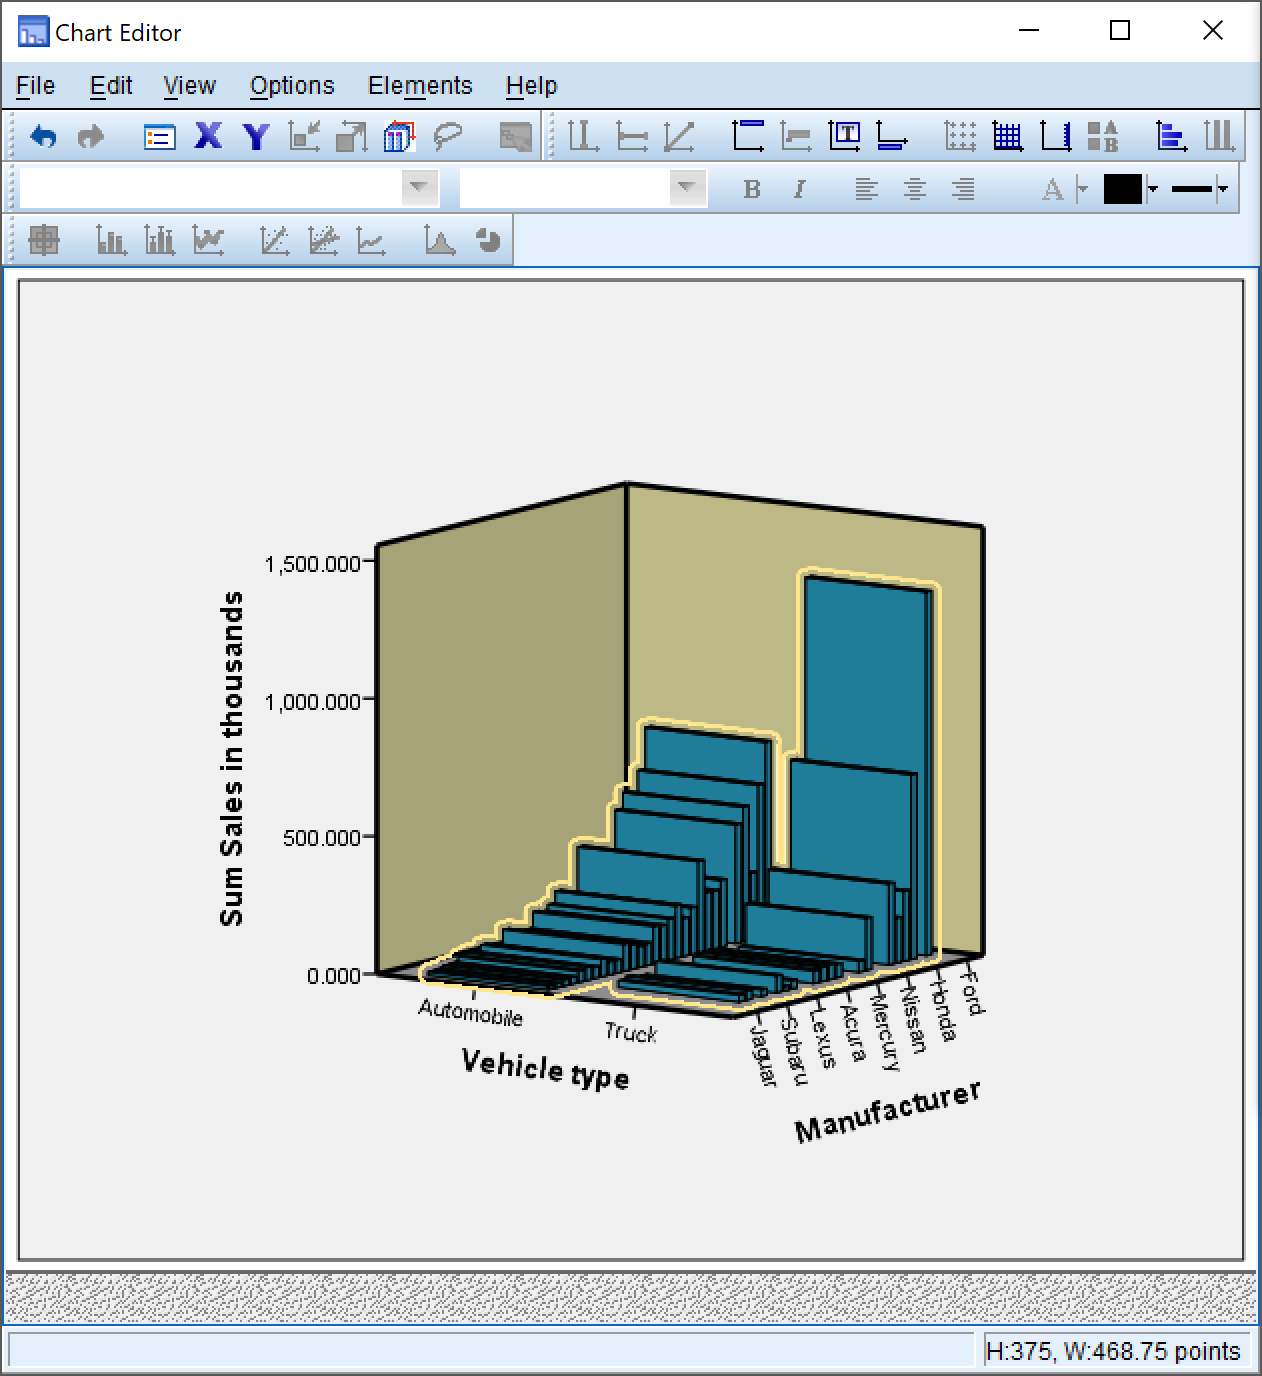 Chart Editor
File Edit View Options Elements Help
X Y T A B
B I A
1,500.000
1,000.000
500.000
0.000
Sum Sales in thousands
Automobile
Truck
Vehicle type
Jaguar
Subaru
Lexus
Acura
Mercury
Nissan
Honda
Ford
Manufacturer
H:375, W:468.75 points